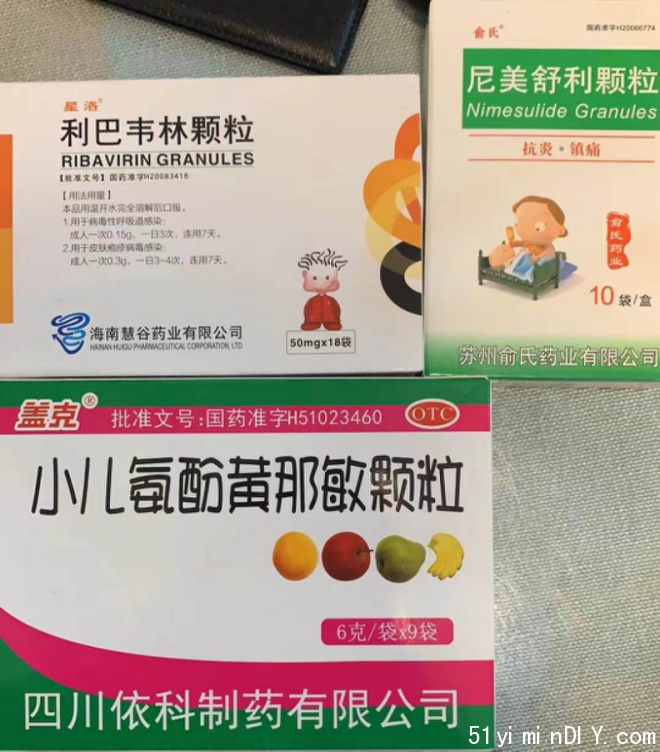 星洛®
利巴韦林颗粒
RIBAVIRIN GRANULES
【批准文号】国药准字H20083416
【用法用量】
本品用温开水完全溶解后口服。
1.用于病毒性呼吸道感染:
成人一次0.15g,一日3次,连用7天。
2.用于皮肤疱疹病毒感染:
成人一次0.3g,一日3~4次,连用7天。
海南慧谷药业有限公司
HAINAN HUIGU PHARMACEUTICAL CORPORATION, LTD.
50mg×18袋
俞氏®
国药准字H20066774
尼美舒利颗粒
Nimesulide Granules
抗炎·镇痛
俞氏药业
10袋/盒
苏州俞氏药业有限公司
盖克®
批准文号:国药准字H51023460
OTC
小儿氨酚黄那敏颗粒
6克/袋x9袋
四川依科制药有限公司
51yiminDIY.com